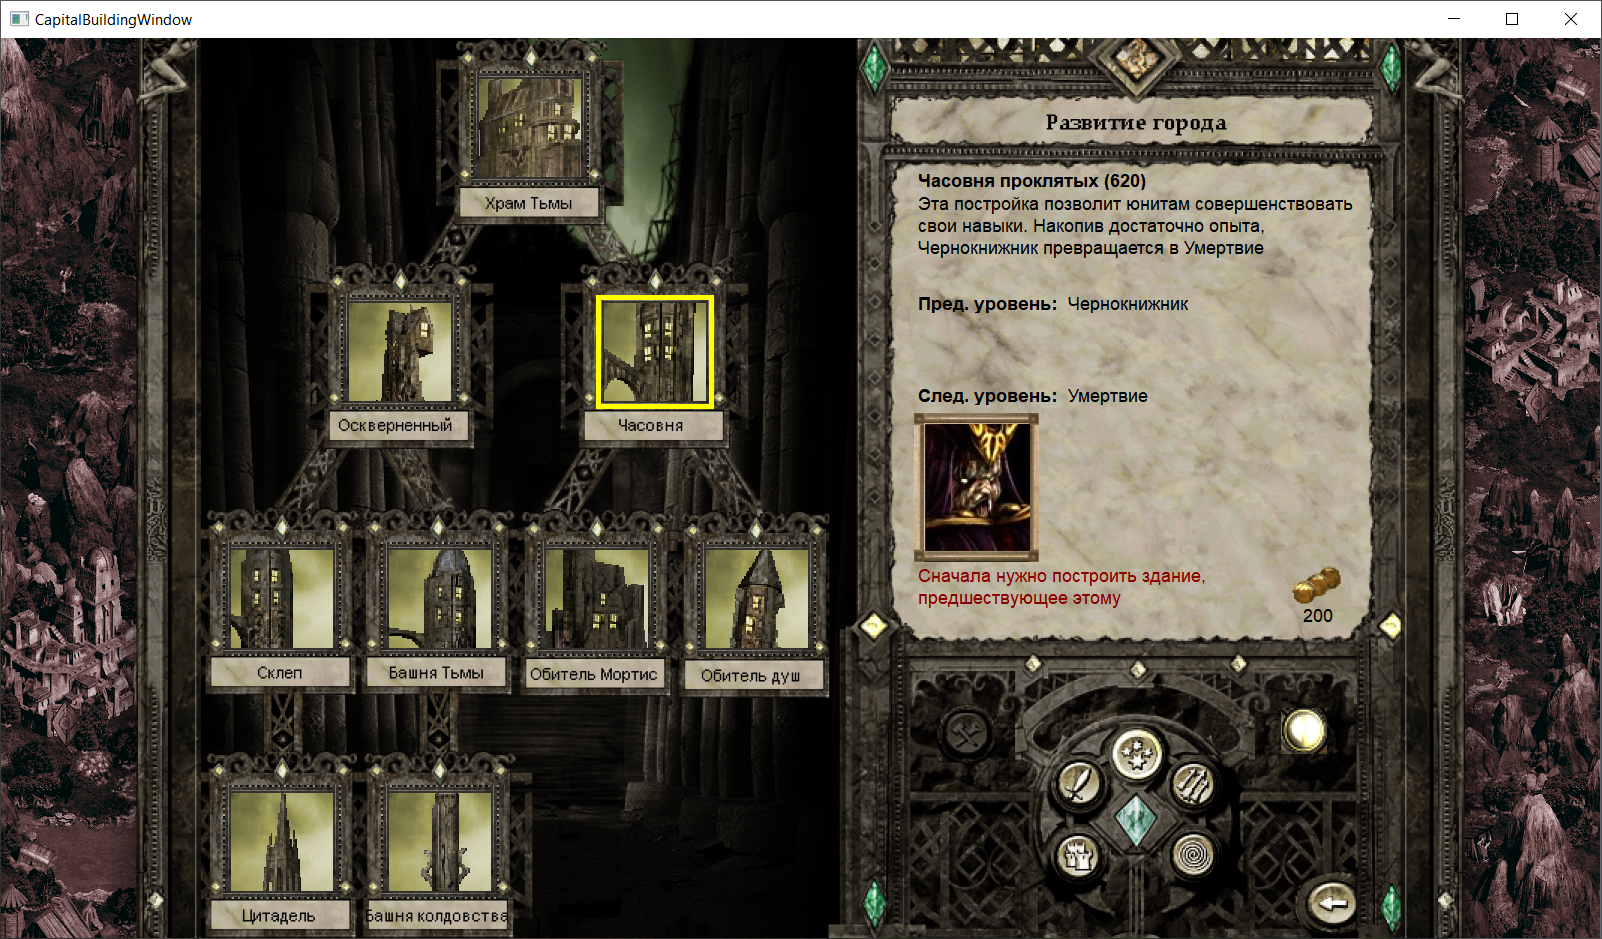 CapitalBuildingWindow
Храм Тьмы
Оскверненный
Часовня
Склеп
Башня Тьмы
Обитель Мортис
Обитель душ
Цитадель
Башня колдовства
Развитие города
Часовня проклятых (620)
Эта постройка позволит юнитам совершенствовать
свои навыки. Накопив достаточно опыта,
Чернокнижник превращается в Умертвие
Пред. уровень: Чернокнижник
След. уровень: Умертвие
Сначала нужно построить здание,
предшествующее этому
200